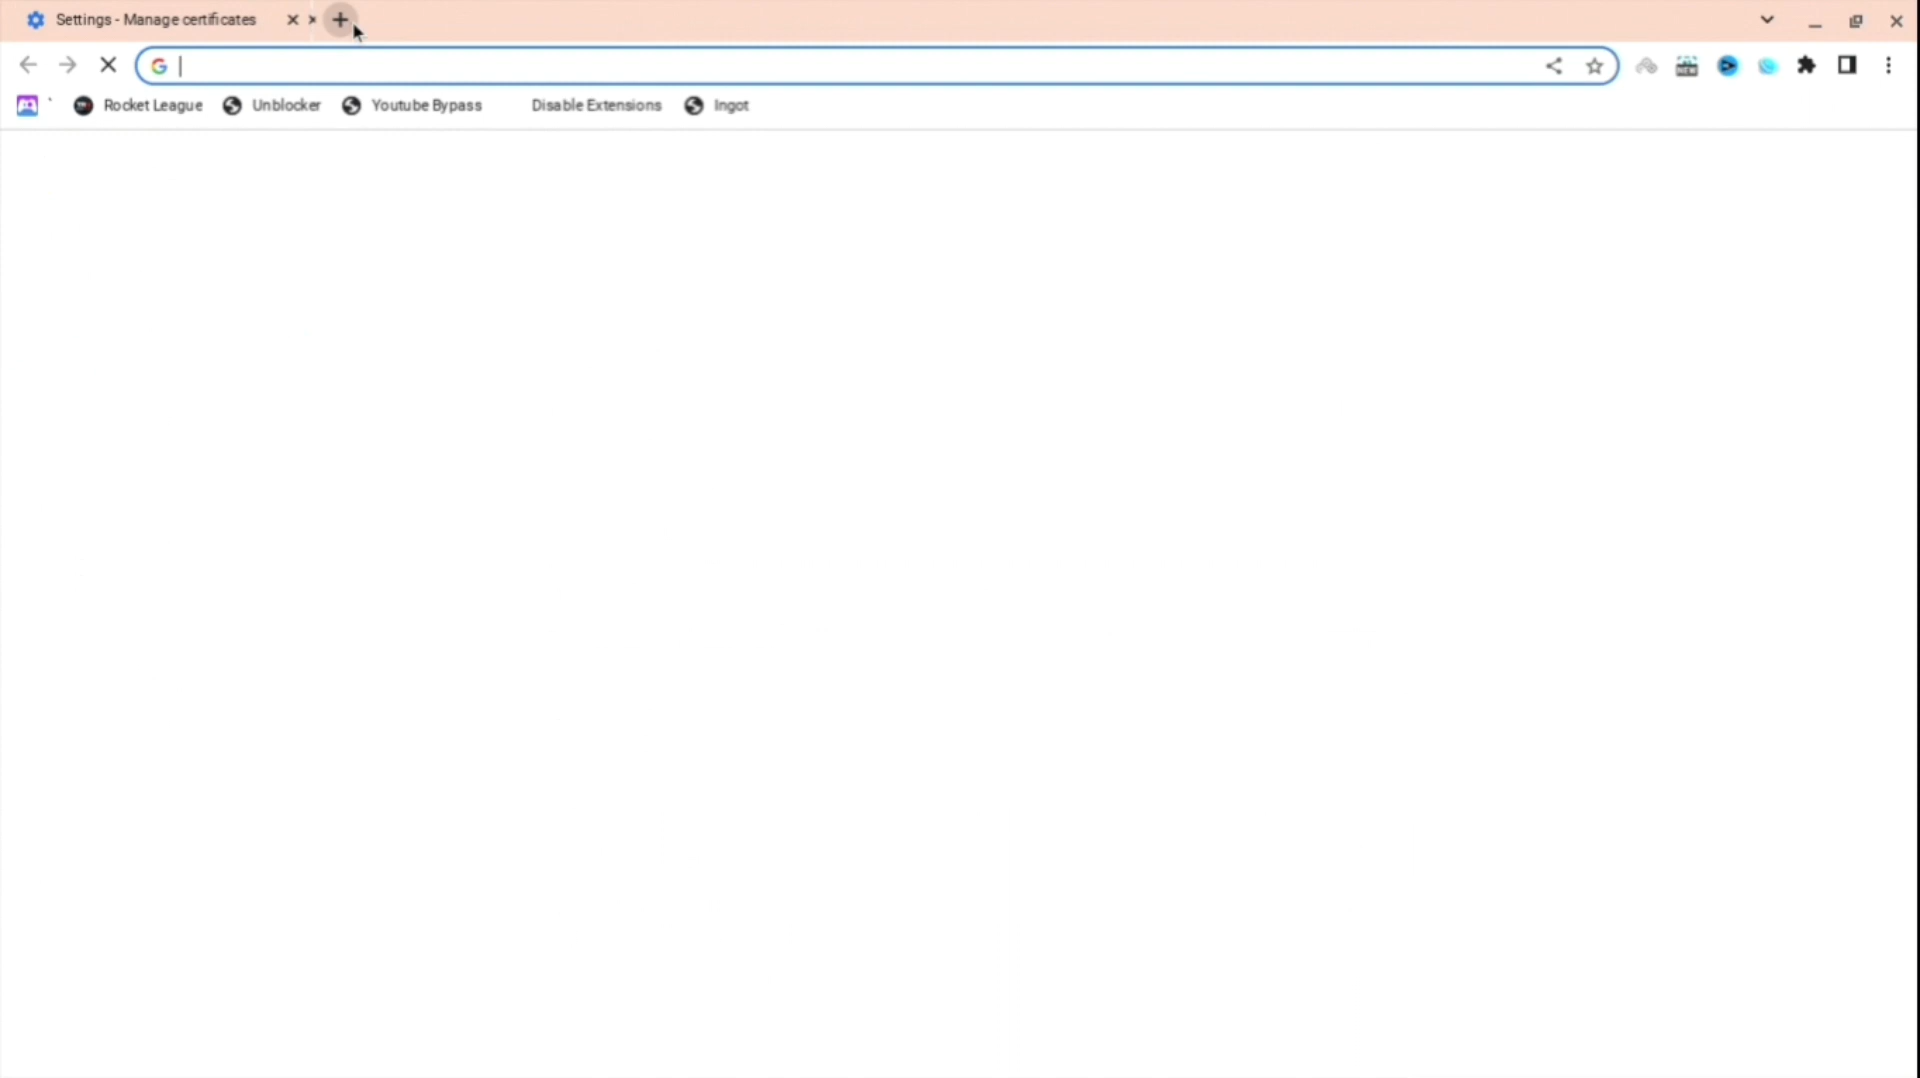 Settings - Manage certificates
` Rocket League Unblocker Youtube Bypass Disable Extensions Ingot